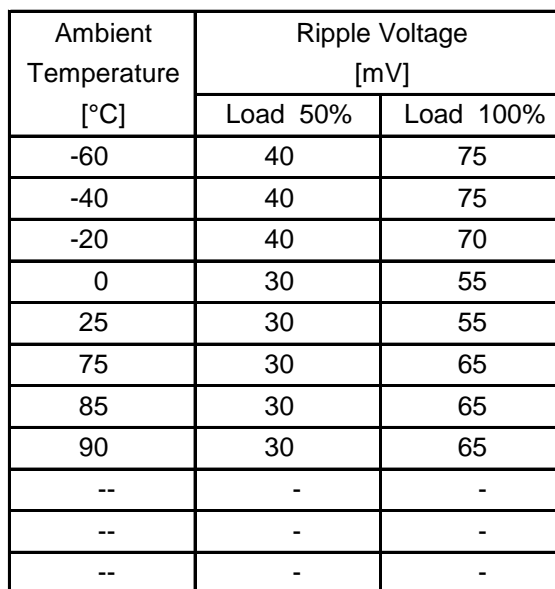 Ambient Temperature [°C] Ripple Voltage [mV]
Load 50% Load 100%
-60 40 75
-40 40 75
-20 40 70
0 30 55
25 30 55
75 30 65
85 30 65
90 30 65
-- - -
-- - -
-- - -